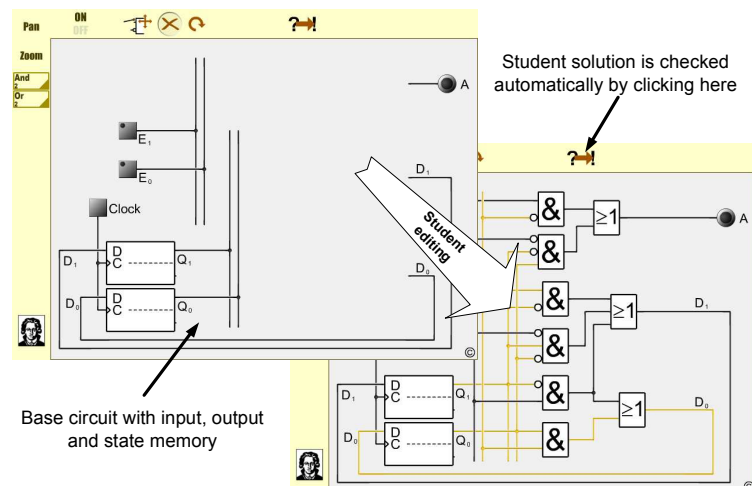 Pan
ON
OFF
?→!
Zoom
And
2
Or
2
A
E1
E0
Clock
D1
D0
D
C
Q1
D1
D
C
Q0
D0
©
Student editing
Student solution is checked
automatically by clicking here
?→!
&
≥1
A
&
&
≥1
D1
&
&
D
C
Q1
D1
≥1
D0
&
D
C
Q0
D0
©
Base circuit with input, output
and state memory